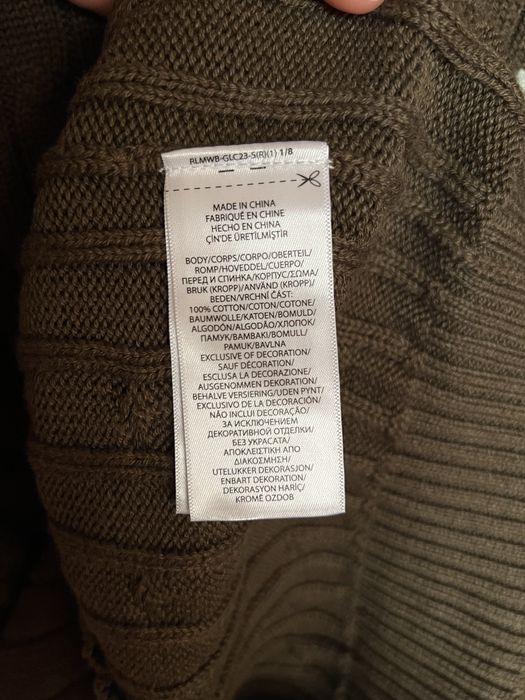 RLMWB-GLC23-5(R)(1) 1/8
MADE IN CHINA
FABRIQUÉ EN CHINE
HECHO EN CHINA
ÇİN'DE ÜRETİLMİŞTİR
BODY/CORPS/CORPO/OBERTEIL/
ROMP/HOVEDDEL/CUERPO/
ПЕРЕД И СПИНКА/КОРПУС/ΣΩΜΑ/
BRUK (KROPP)/ANVÄND (KROPP)/
BEDEN/VRCHNÍ ČÁST:
100% COTTON/COTON/COTONE/
BAUMWOLLE/KATOEN/BOMULD/
ALGODÓN/ALGODÃO/ХЛОПОК/
ПАМУК/ΒΑΜΒΑΚΙ/BOMULL/
PAMUK/BAVLNA
EXCLUSIVE OF DECORATION/
SAUF DÉCORATION/
ESCLUSA LA DECORAZIONE/
AUSGENOMMEN DEKORATION/
BEHALVE VERSIERING/UDEN PYNT/
EXCLUSIVO DE LA DECORACIÓN/
NÃO INCLUI DECORAÇÃO/
ЗА ИСКЛЮЧЕНИЕМ
ДЕКОРАТИВНОЙ ОТДЕЛКИ/
БЕЗ УКРАСАТА/
ΑΠΟΚΛΕΙΣΤΙΚΗ ΑΠΟ
ΔΙΑΚΟΣΜΗΣΗ/
UTELUKKER DEKORASJON/
ENBART DEKORATION/
DEKORASYON HARİÇ/
KROMĚ OZDOB